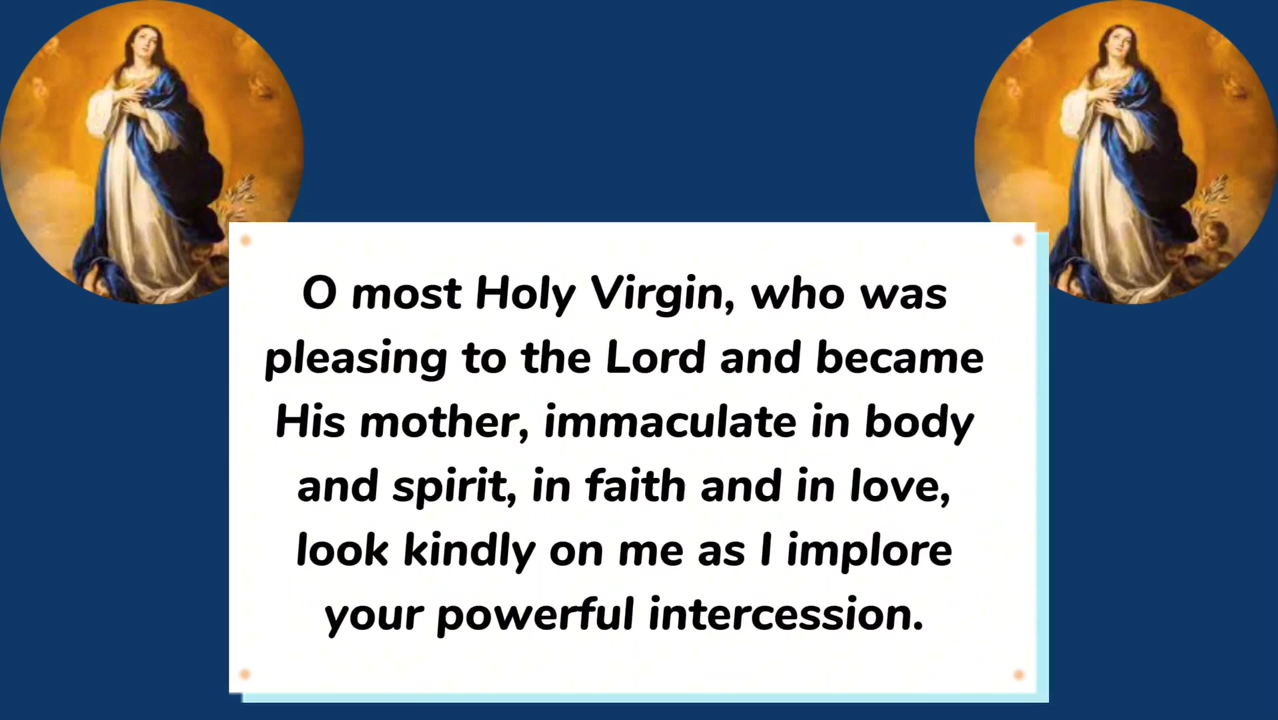 O most Holy Virgin, who was
pleasing to the Lord and became
His mother, immaculate in body
and spirit, in faith and in love,
look kindly on me as I implore
your powerful intercession.